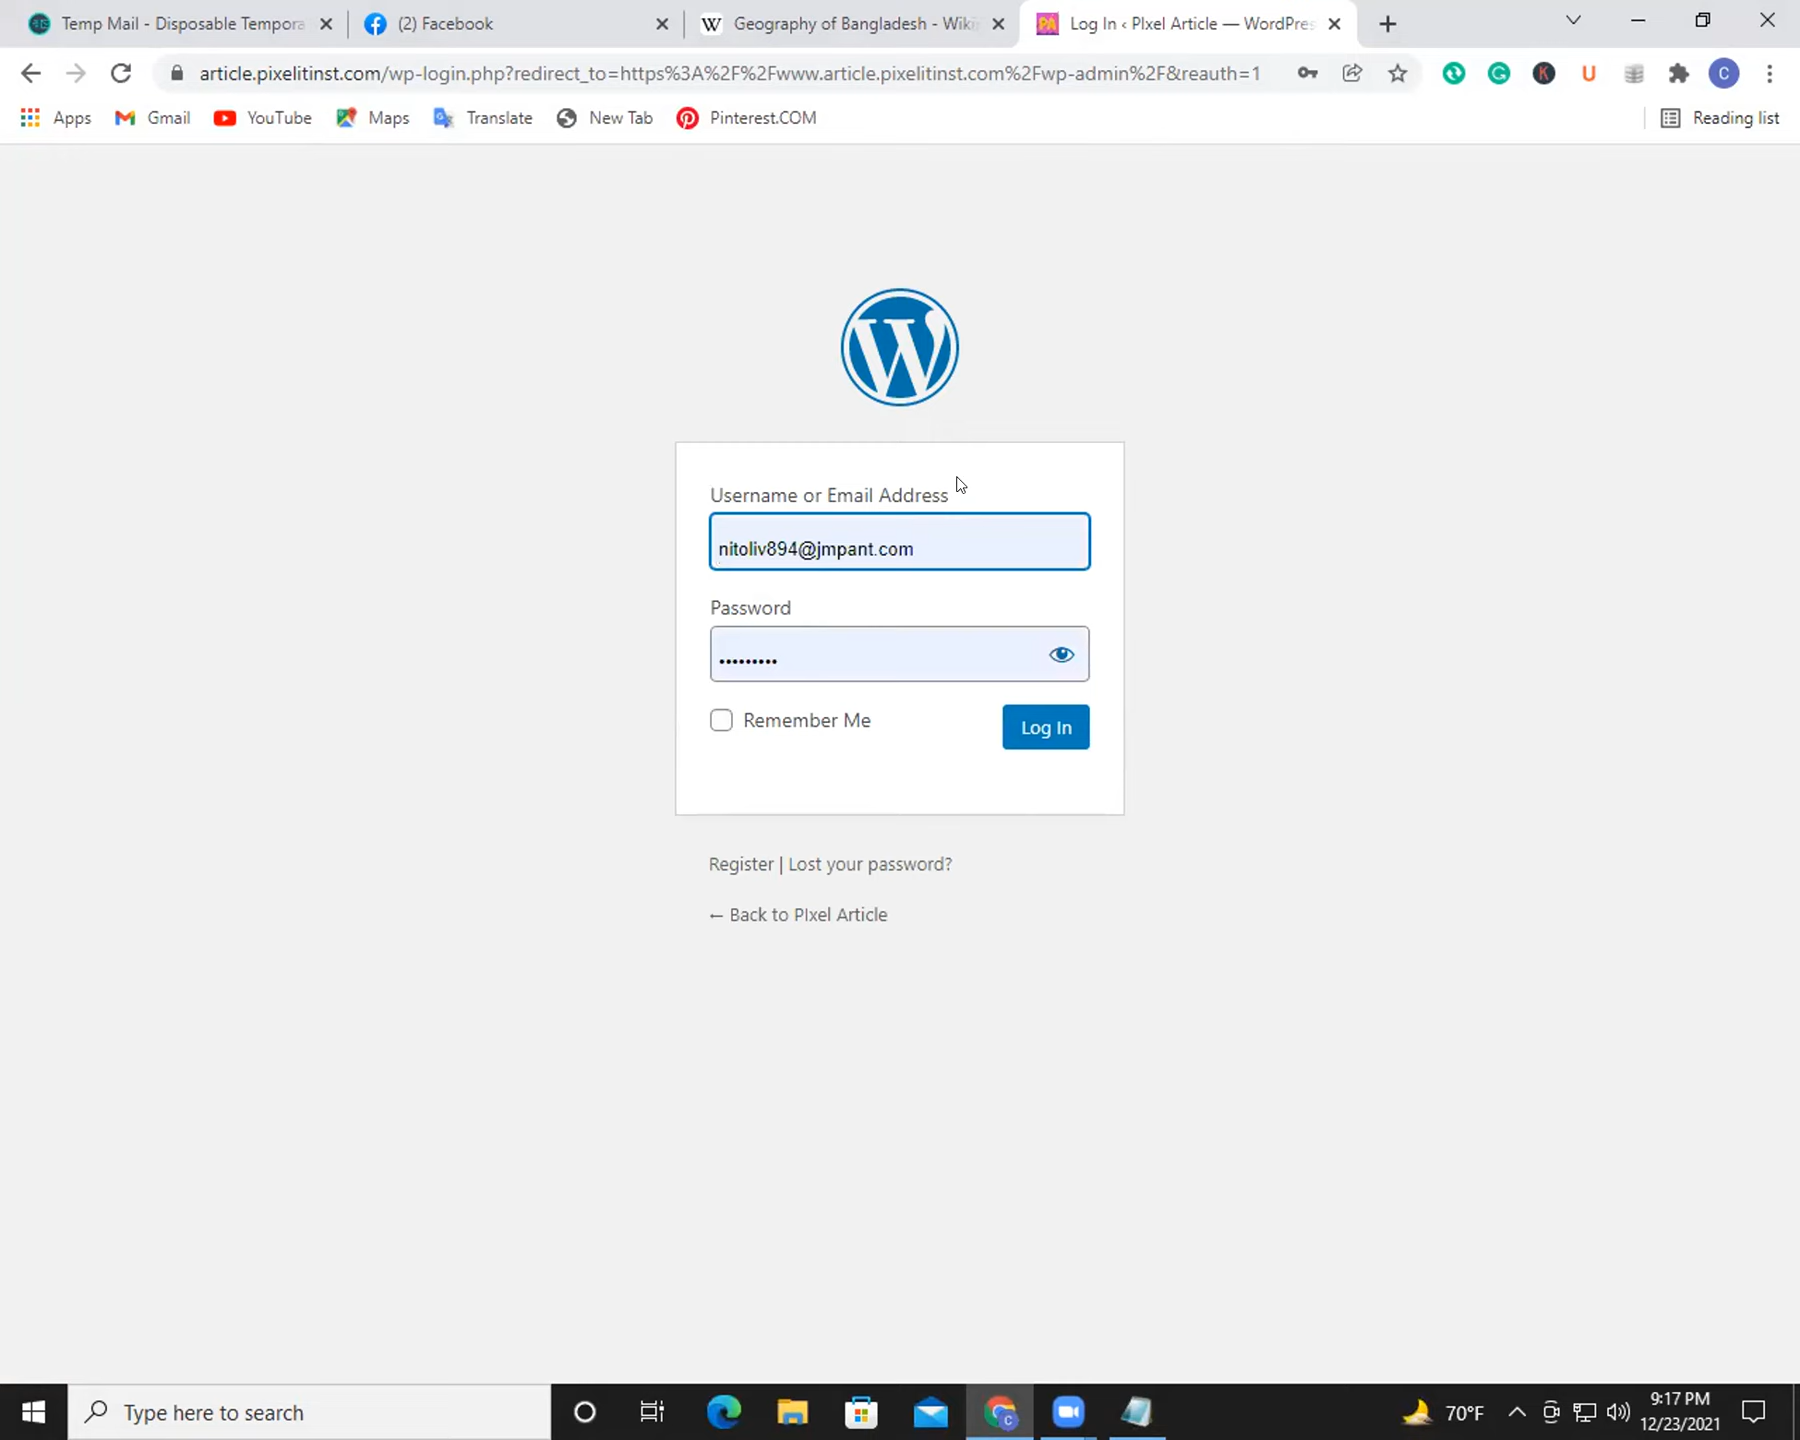 Temp Mail - Disposable Tempora
(2) Facebook
Geography of Bangladesh - Wiki
Log In ‹ PIxel Article — WordPres
article.pixelitinst.com/wp-login.php?redirect_to=https%3A%2F%2Fwww.article.pixelitinst.com%2Fwp-admin%2F&reauth=1
Apps
Gmail
YouTube
Maps
Translate
New Tab
Pinterest.COM
Reading list
Username or Email Address
nitoliv894@jmpant.com
Password
•••••••••
Remember Me
Log In
Register | Lost your password?
← Back to PIxel Article
Type here to search
70°F
9:17 PM
12/23/2021